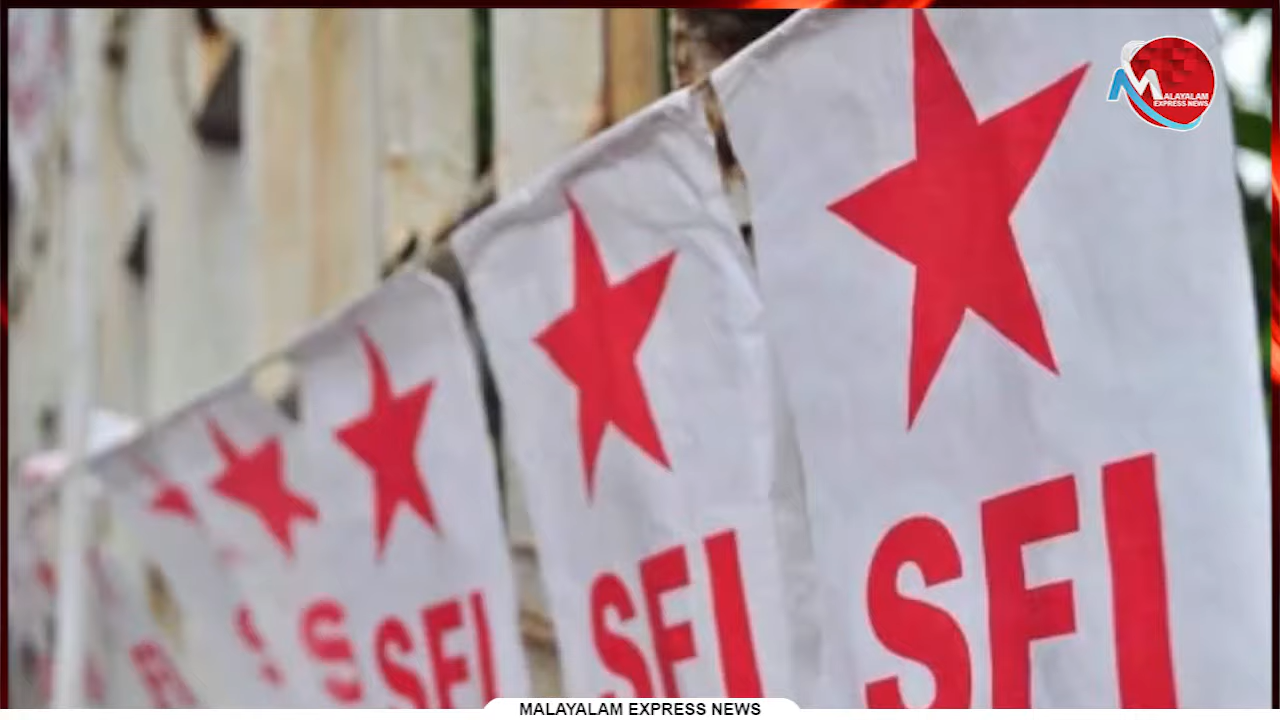 MALAYALAM
EXPRESS NEWS
SFI
SFI
SFI
S
MALAYALAM EXPRESS NEWS